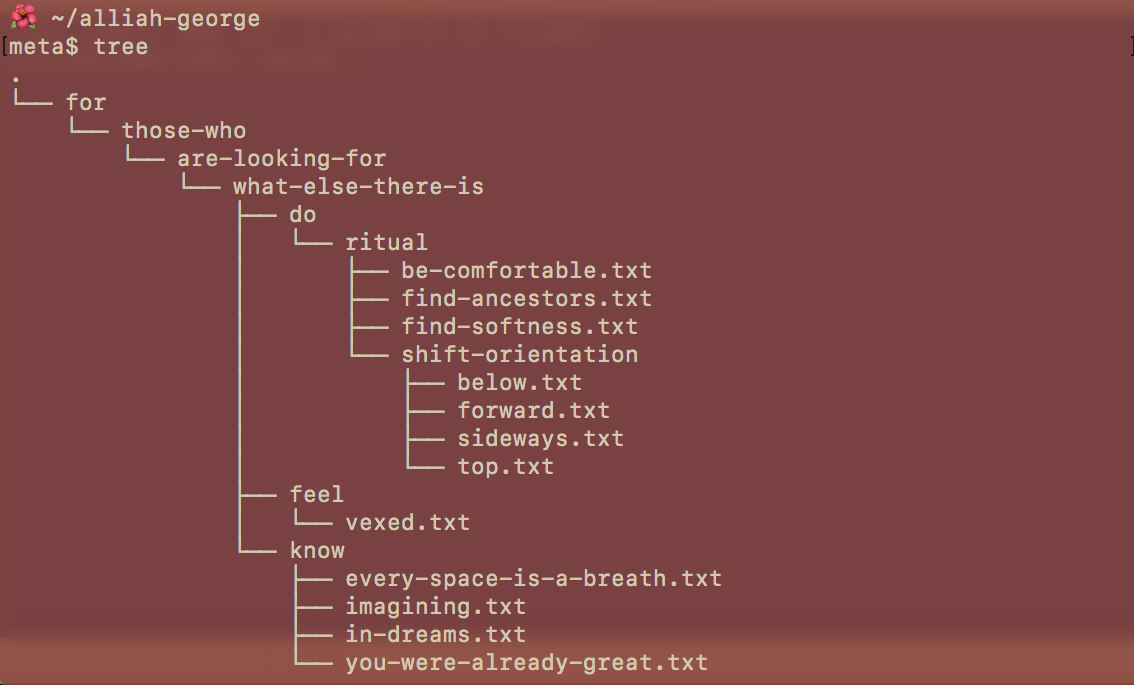 🌺 ~/alliah-george
[meta$ tree ]
.
└── for
    └── those-who
        └── are-looking-for
            └── what-else-there-is
                ├── do
                │   └── ritual
                │       ├── be-comfortable.txt
                │       ├── find-ancestors.txt
                │       ├── find-softness.txt
                │       └── shift-orientation
                │           ├── below.txt
                │           ├── forward.txt
                │           ├── sideways.txt
                │           └── top.txt
                ├── feel
                │   └── vexed.txt
                └── know
                    ├── every-space-is-a-breath.txt
                    ├── imagining.txt
                    ├── in-dreams.txt
                    └── you-were-already-great.txt